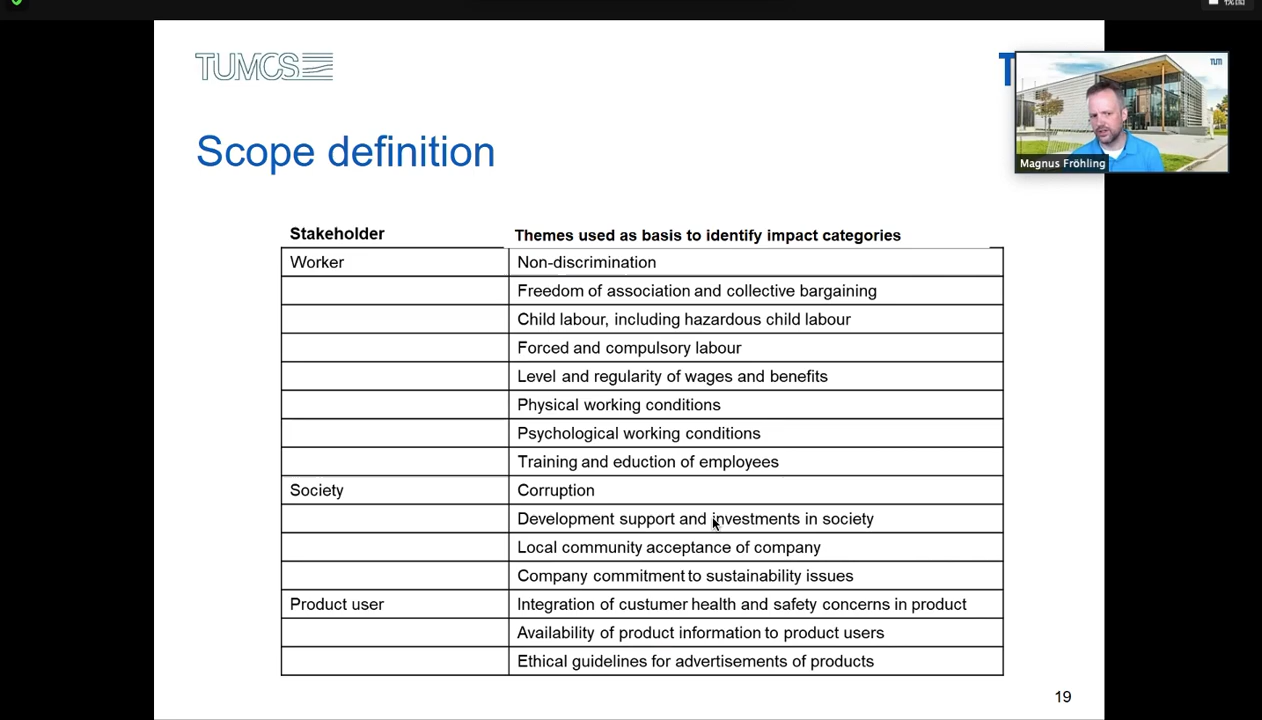 视图
TUMCS
TUM
Magnus Fröhling
Scope definition
Stakeholder Themes used as basis to identify impact categories
Worker Non-discrimination
Freedom of association and collective bargaining
Child labour, including hazardous child labour
Forced and compulsory labour
Level and regularity of wages and benefits
Physical working conditions
Psychological working conditions
Training and eduction of employees
Society Corruption
Development support and investments in society
Local community acceptance of company
Company commitment to sustainability issues
Product user Integration of custumer health and safety concerns in product
Availability of product information to product users
Ethical guidelines for advertisements of products
19